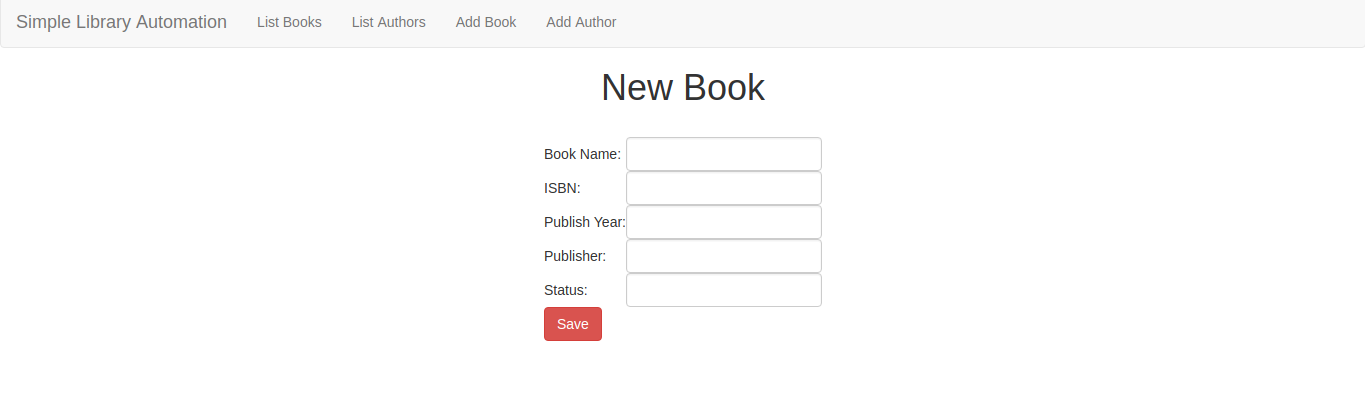 Simple Library Automation List Books List Authors Add Book Add Author
New Book
Book Name:
ISBN:
Publish Year:
Publisher:
Status:
Save